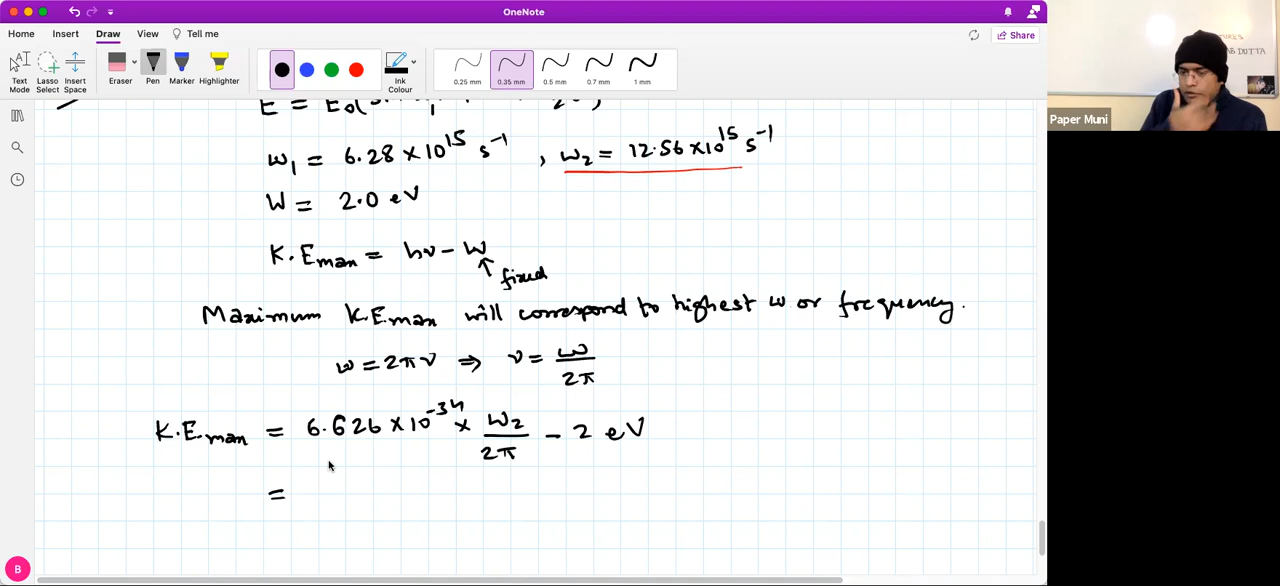 OneNote
Home Insert Draw View Tell me
Share
Text Mode Lasso Select Insert Space Eraser Pen Marker Highlighter Ink Colour 0.25 mm 0.35 mm 0.5 mm 0.7 mm 1 mm
Paper Muni
ω₁ = 6.28 × 10¹⁵ s⁻¹ , ω₂ = 12.56 × 10¹⁵ s⁻¹
W = 2.0 eV
K.E max = hν − W
↑ fixed
Maximum K.E max will correspond to highest ω or frequency.
ω = 2πν ⇒ ν = ω/2π
K.E. max = 6.626 × 10⁻³⁴ × ω₂/2π − 2 eV
=
B